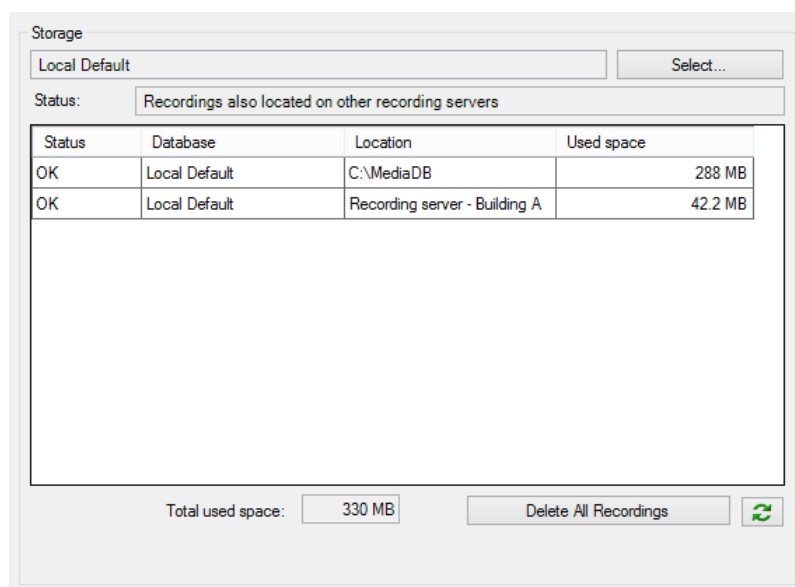 Storage
Local Default Select...
Status: Recordings also located on other recording servers
Status Database Location Used space
OK Local Default C:\MediaDB 288 MB
OK Local Default Recording server - Building A 42.2 MB
Total used space: 330 MB Delete All Recordings